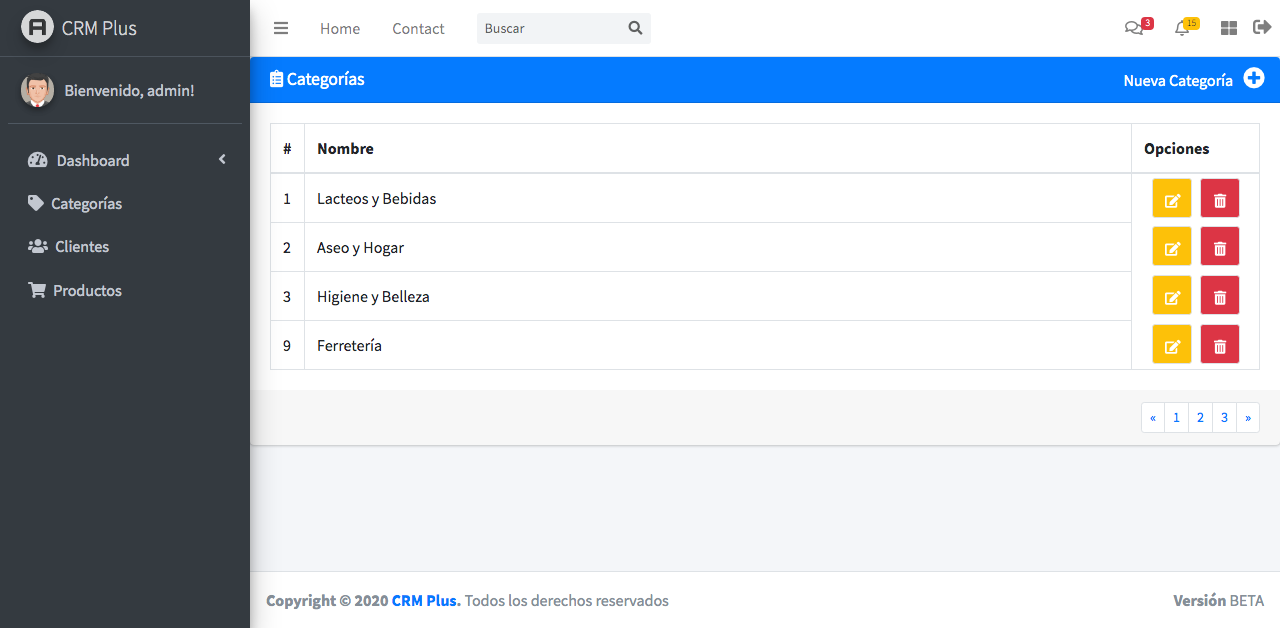 CRM Plus
Home Contact Buscar 3 15
Bienvenido, admin!
Categorías Nueva Categoría
Dashboard
Categorías
Clientes
Productos
# Nombre Opciones
1 Lacteos y Bebidas
2 Aseo y Hogar
3 Higiene y Belleza
9 Ferretería
« 1 2 3 »
Copyright © 2020 CRM Plus. Todos los derechos reservados Versión BETA